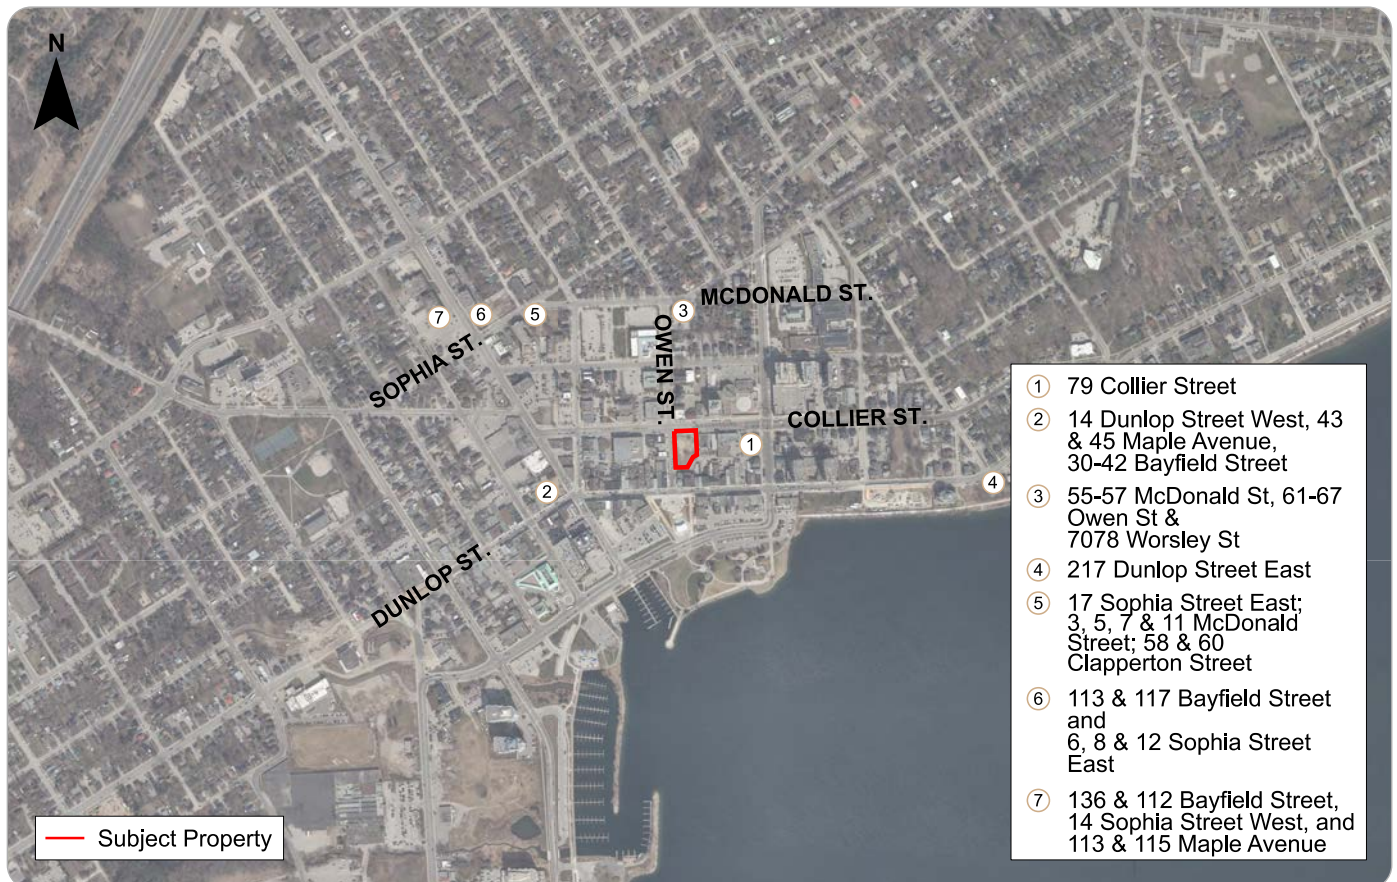 N
MCDONALD ST.
OWEN ST.
SOPHIA ST.
COLLIER ST.
DUNLOP ST.
7
6
5
3
1
2
4
1 79 Collier Street
2 14 Dunlop Street West, 43
& 45 Maple Avenue,
30-42 Bayfield Street
3 55-57 McDonald St, 61-67
Owen St &
7078 Worsley St
4 217 Dunlop Street East
5 17 Sophia Street East;
3, 5, 7 & 11 McDonald
Street; 58 & 60
Clapperton Street
6 113 & 117 Bayfield Street
and
6, 8 & 12 Sophia Street
East
7 136 & 112 Bayfield Street,
14 Sophia Street West, and
113 & 115 Maple Avenue
Subject Property